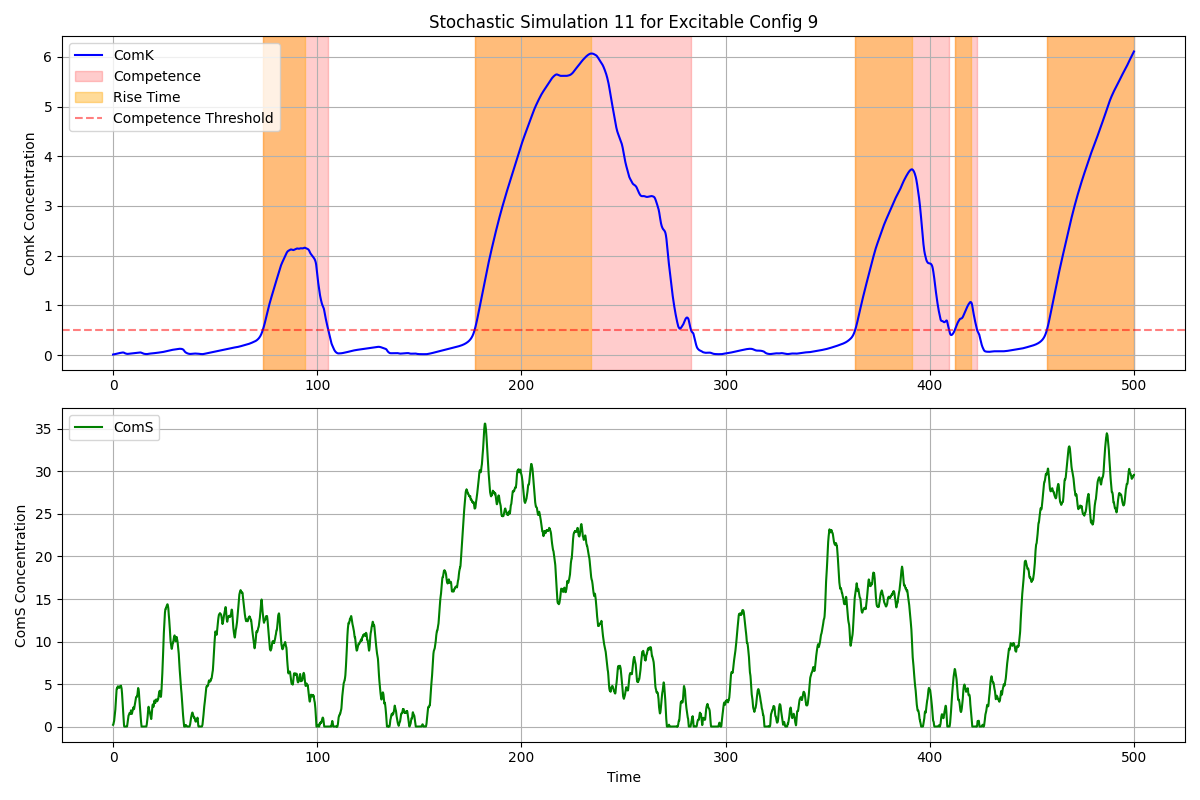 Stochastic Simulation 11 for Excitable Config 9
ComK
Competence
Rise Time
Competence Threshold
ComK Concentration
6
5
4
3
2
1
0
0 100 200 300 400 500
ComS
ComS Concentration
35
30
25
20
15
10
5
0
0 100 200 300 400 500
Time